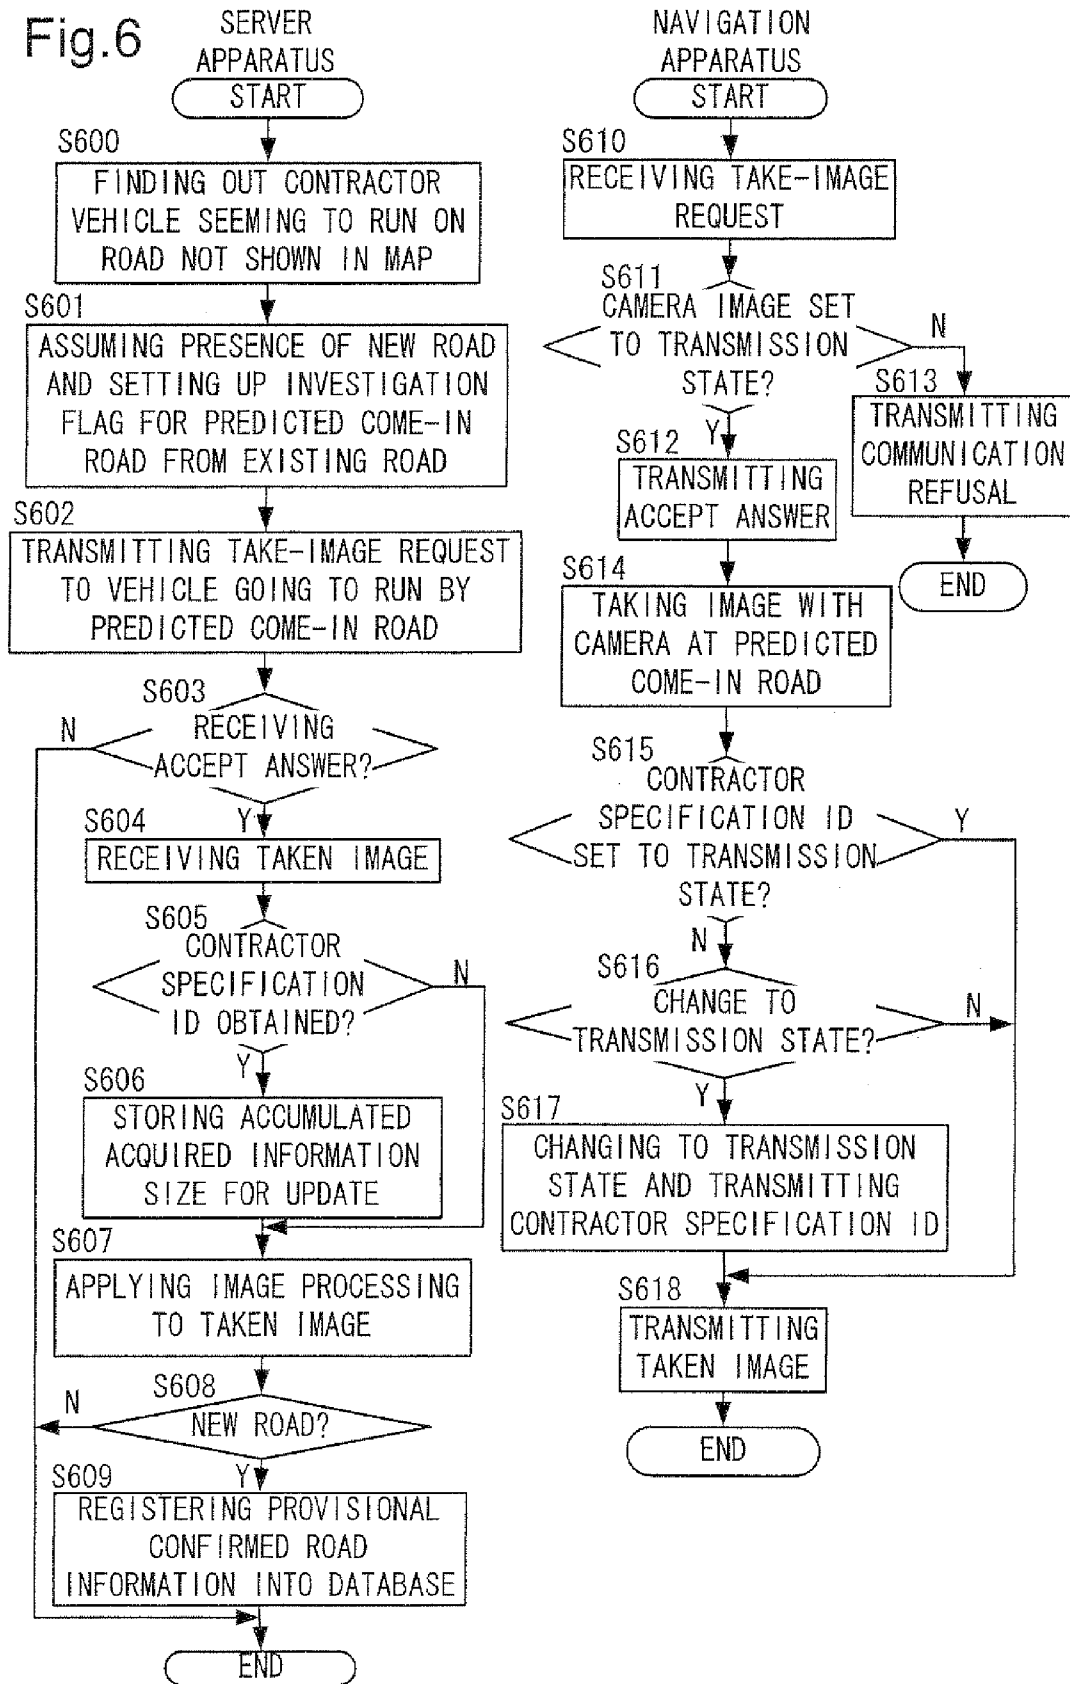 Fig.6
SERVER
APPARATUS
START
S600
FINDING OUT CONTRACTOR
VEHICLE SEEMING TO RUN ON
ROAD NOT SHOWN IN MAP
S601
ASSUMING PRESENCE OF NEW ROAD
AND SETTING UP INVESTIGATION
FLAG FOR PREDICTED COME-IN
ROAD FROM EXISTING ROAD
S602
TRANSMITTING TAKE-IMAGE REQUEST
TO VEHICLE GOING TO RUN BY
PREDICTED COME-IN ROAD
S603
RECEIVING
ACCEPT ANSWER?
N
Y
S604
RECEIVING TAKEN IMAGE
S605
CONTRACTOR
SPECIFICATION
ID OBTAINED?
N
Y
S606
STORING ACCUMULATED
ACQUIRED INFORMATION
SIZE FOR UPDATE
S607
APPLYING IMAGE PROCESSING
TO TAKEN IMAGE
S608
NEW ROAD?
N
Y
S609
REGISTERING PROVISIONAL
CONFIRMED ROAD
INFORMATION INTO DATABASE
END
NAVIGATION
APPARATUS
START
S610
RECEIVING TAKE-IMAGE
REQUEST
S611
CAMERA IMAGE SET
TO TRANSMISSION
STATE?
N
Y
S613
TRANSMITTING
COMMUNICATION
REFUSAL
END
S612
TRANSMITTING
ACCEPT ANSWER
S614
TAKING IMAGE WITH
CAMERA AT PREDICTED
COME-IN ROAD
S615
CONTRACTOR
SPECIFICATION ID
SET TO TRANSMISSION
STATE?
Y
N
S616
CHANGE TO
TRANSMISSION STATE?
N
Y
S617
CHANGING TO TRANSMISSION
STATE AND TRANSMITTING
CONTRACTOR SPECIFICATION ID
S618
TRANSMITTING
TAKEN IMAGE
END